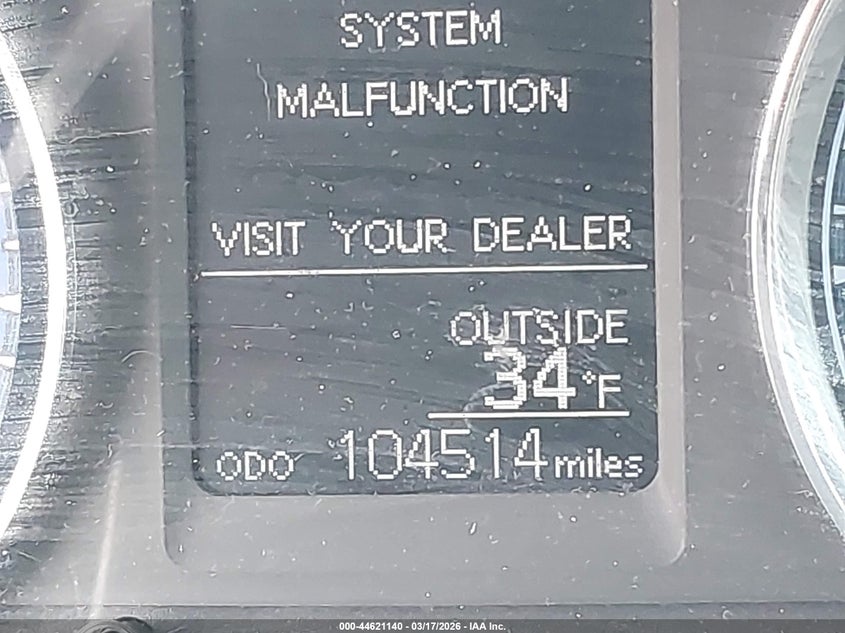 SYSTEM
MALFUNCTION
VISIT YOUR DEALER
OUTSIDE
34°F
ODO 104514 miles
000-44621140 - 03/17/2026 - IAA Inc.